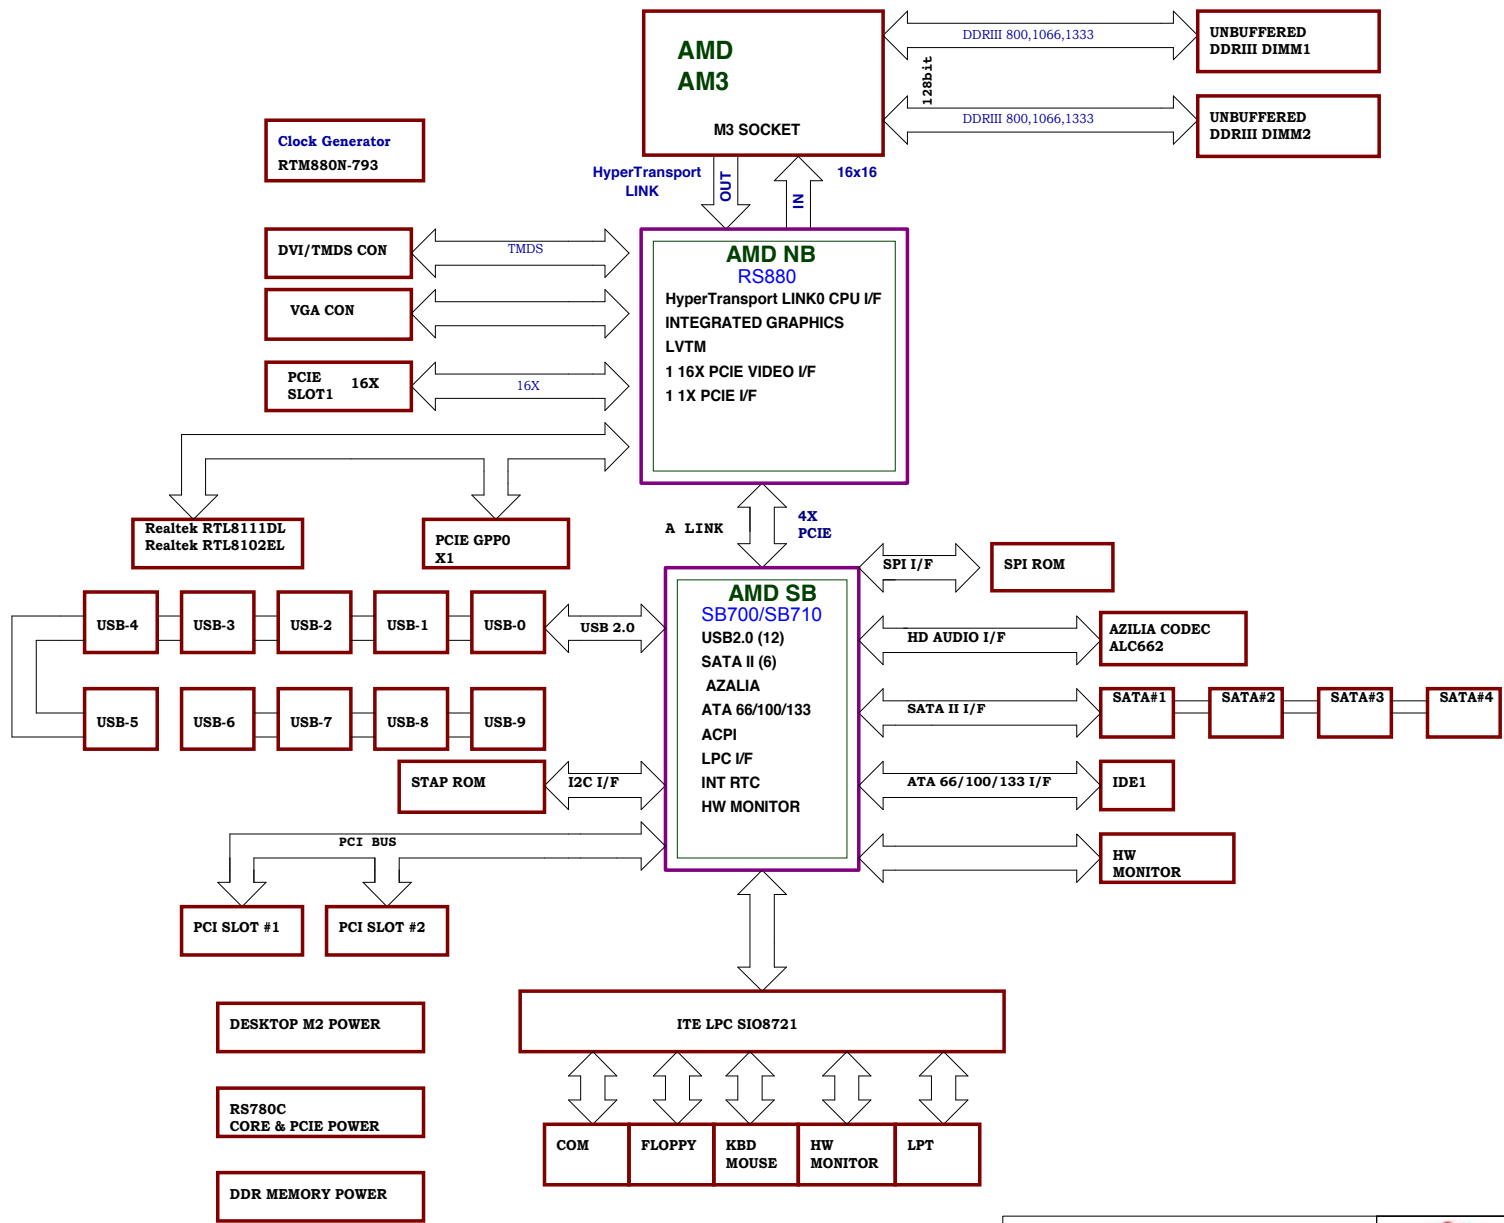 AMD
AM3
M3 SOCKET
DDRIII 800,1066,1333
128bit
DDRIII 800,1066,1333
UNBUFFERED
DDRIII DIMM1
UNBUFFERED
DDRIII DIMM2
Clock Generator
RTM880N-793
HyperTransport
LINK
OUT
IN
16x16
DVI/TMDS CON
TMDS
VGA CON
PCIE
SLOT1
16X
16X
AMD NB
RS880
HyperTransport LINK0 CPU I/F
INTEGRATED GRAPHICS
LVTM
1 16X PCIE VIDEO I/F
1 1X PCIE I/F
Realtek RTL8111DL
Realtek RTL8102EL
PCIE GPP0
X1
A LINK
4X
PCIE
SPI I/F
SPI ROM
USB-4
USB-3
USB-2
USB-1
USB-0
USB 2.0
AMD SB
SB700/SB710
USB2.0 (12)
SATA II (6)
AZALIA
ATA 66/100/133
ACPI
LPC I/F
INT RTC
HW MONITOR
HD AUDIO I/F
AZILIA CODEC
ALC662
USB-5
USB-6
USB-7
USB-8
USB-9
SATA II I/F
SATA#1
SATA#2
SATA#3
SATA#4
STAP ROM
I2C I/F
ATA 66/100/133 I/F
IDE1
PCI BUS
HW
MONITOR
PCI SLOT #1
PCI SLOT #2
DESKTOP M2 POWER
ITE LPC SIO8721
RS780C
CORE & PCIE POWER
COM
FLOPPY
KBD
MOUSE
HW
MONITOR
LPT
DDR MEMORY POWER